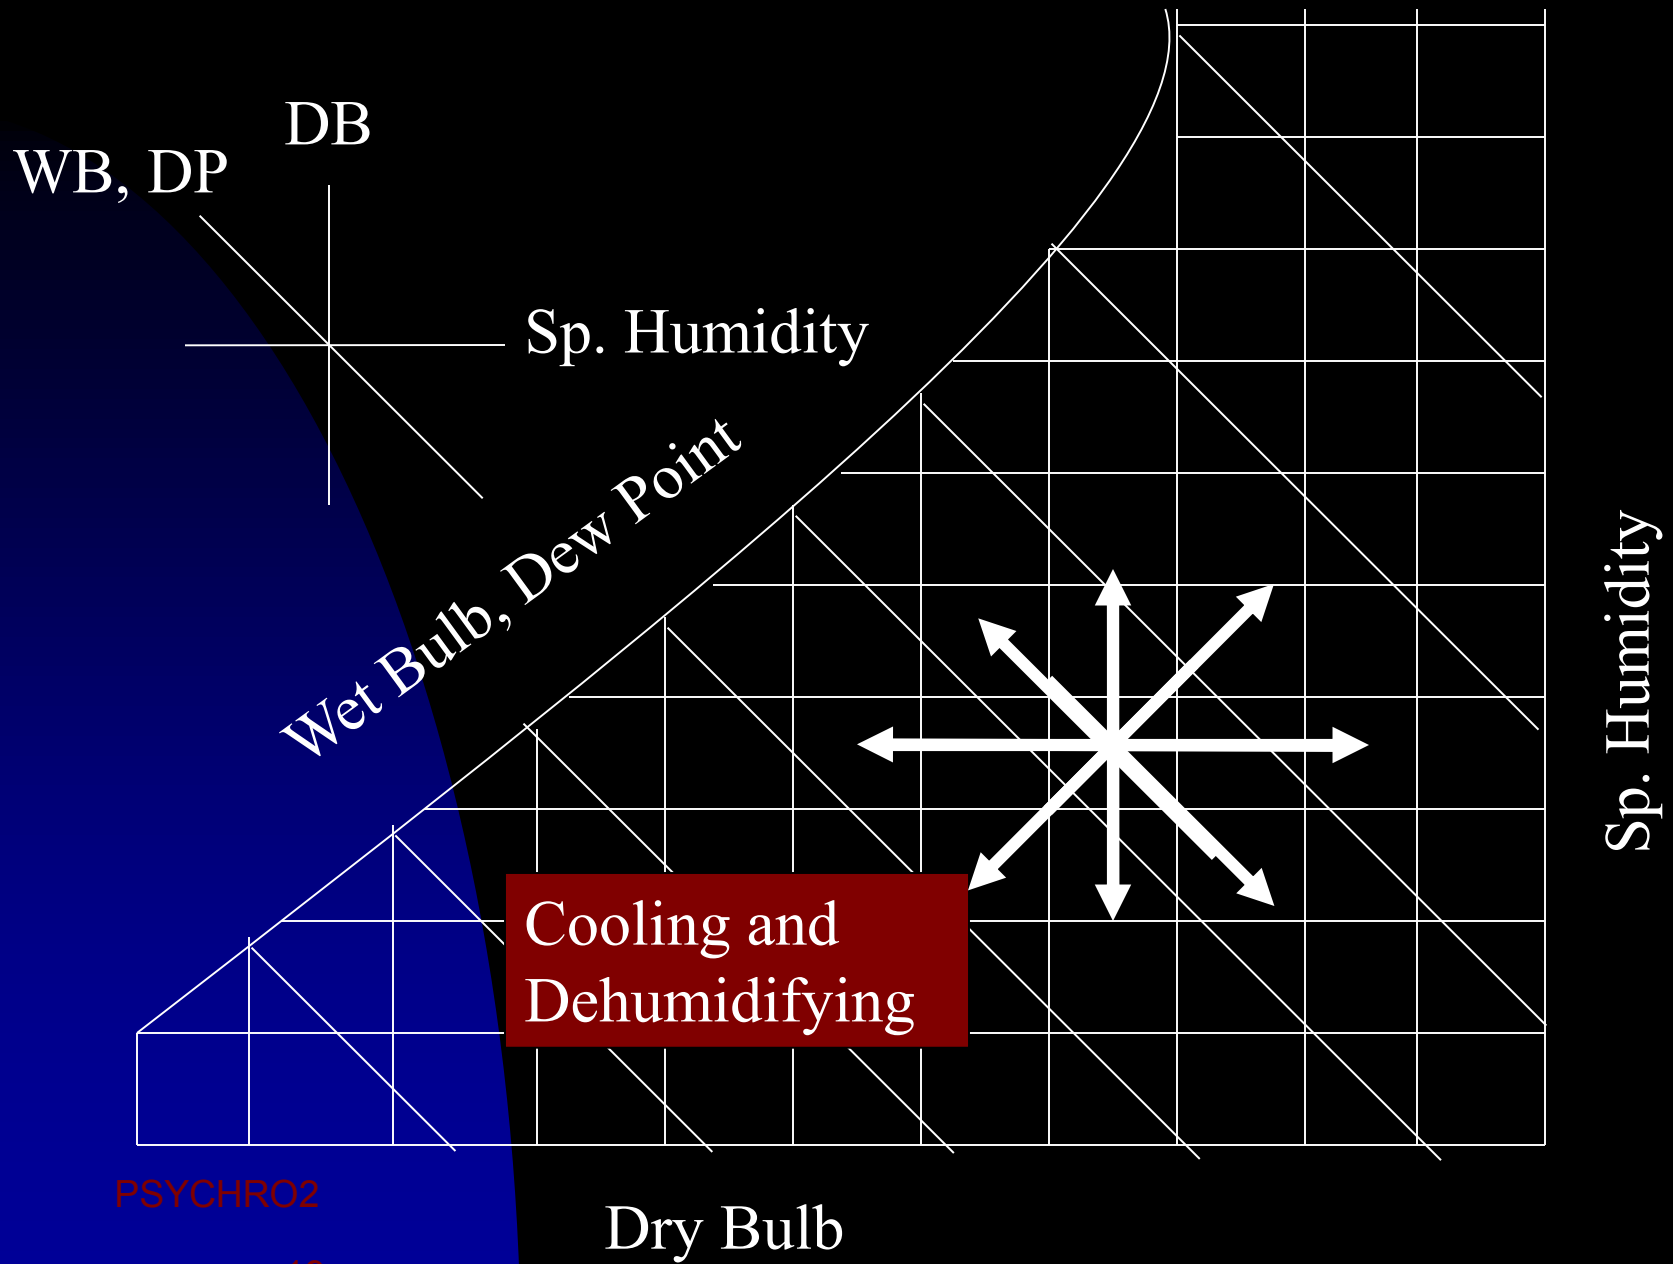 DB
WB, DP
Sp. Humidity
Wet Bulb, Dew Point
Sp. Humidity
Cooling and
Dehumidifying
PSYCHRO2
Dry Bulb